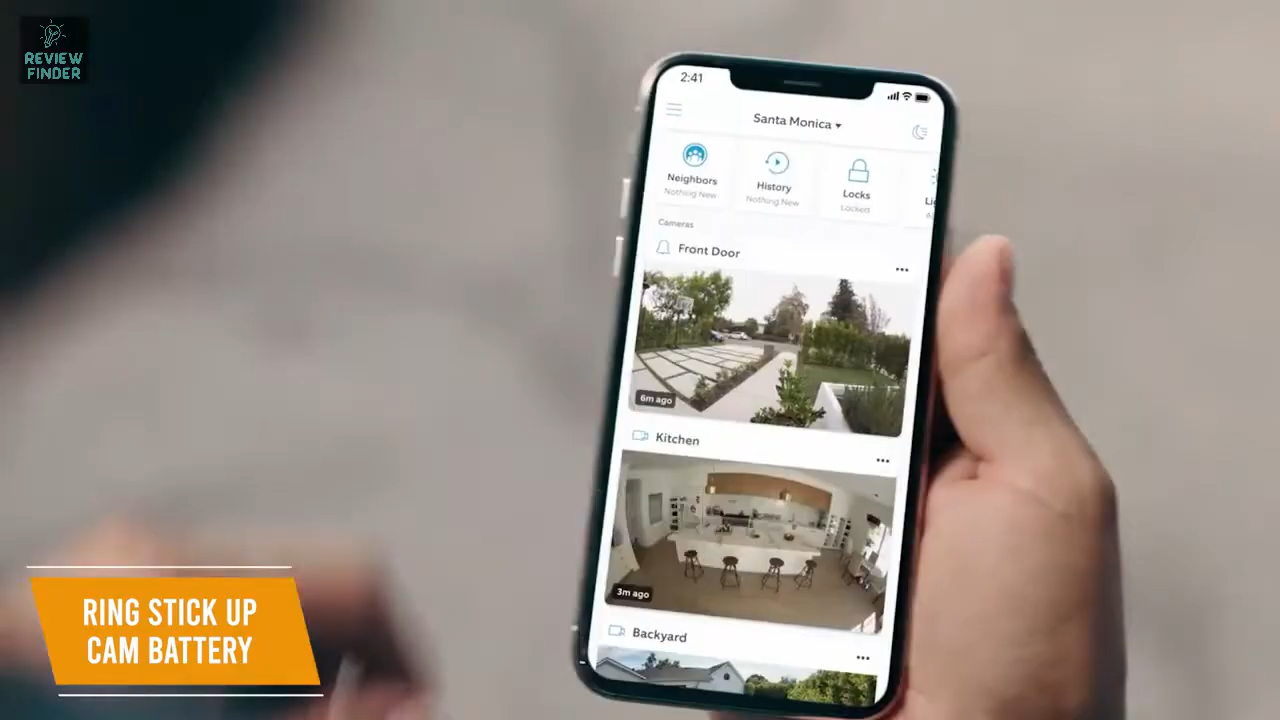 REVIEW
FINDER
2:41
Santa Monica
Neighbors
Nothing New
History
Nothing New
Locks
Locked
Cameras
Front Door
6m ago
Kitchen
3m ago
Backyard
RING STICK UP
CAM BATTERY